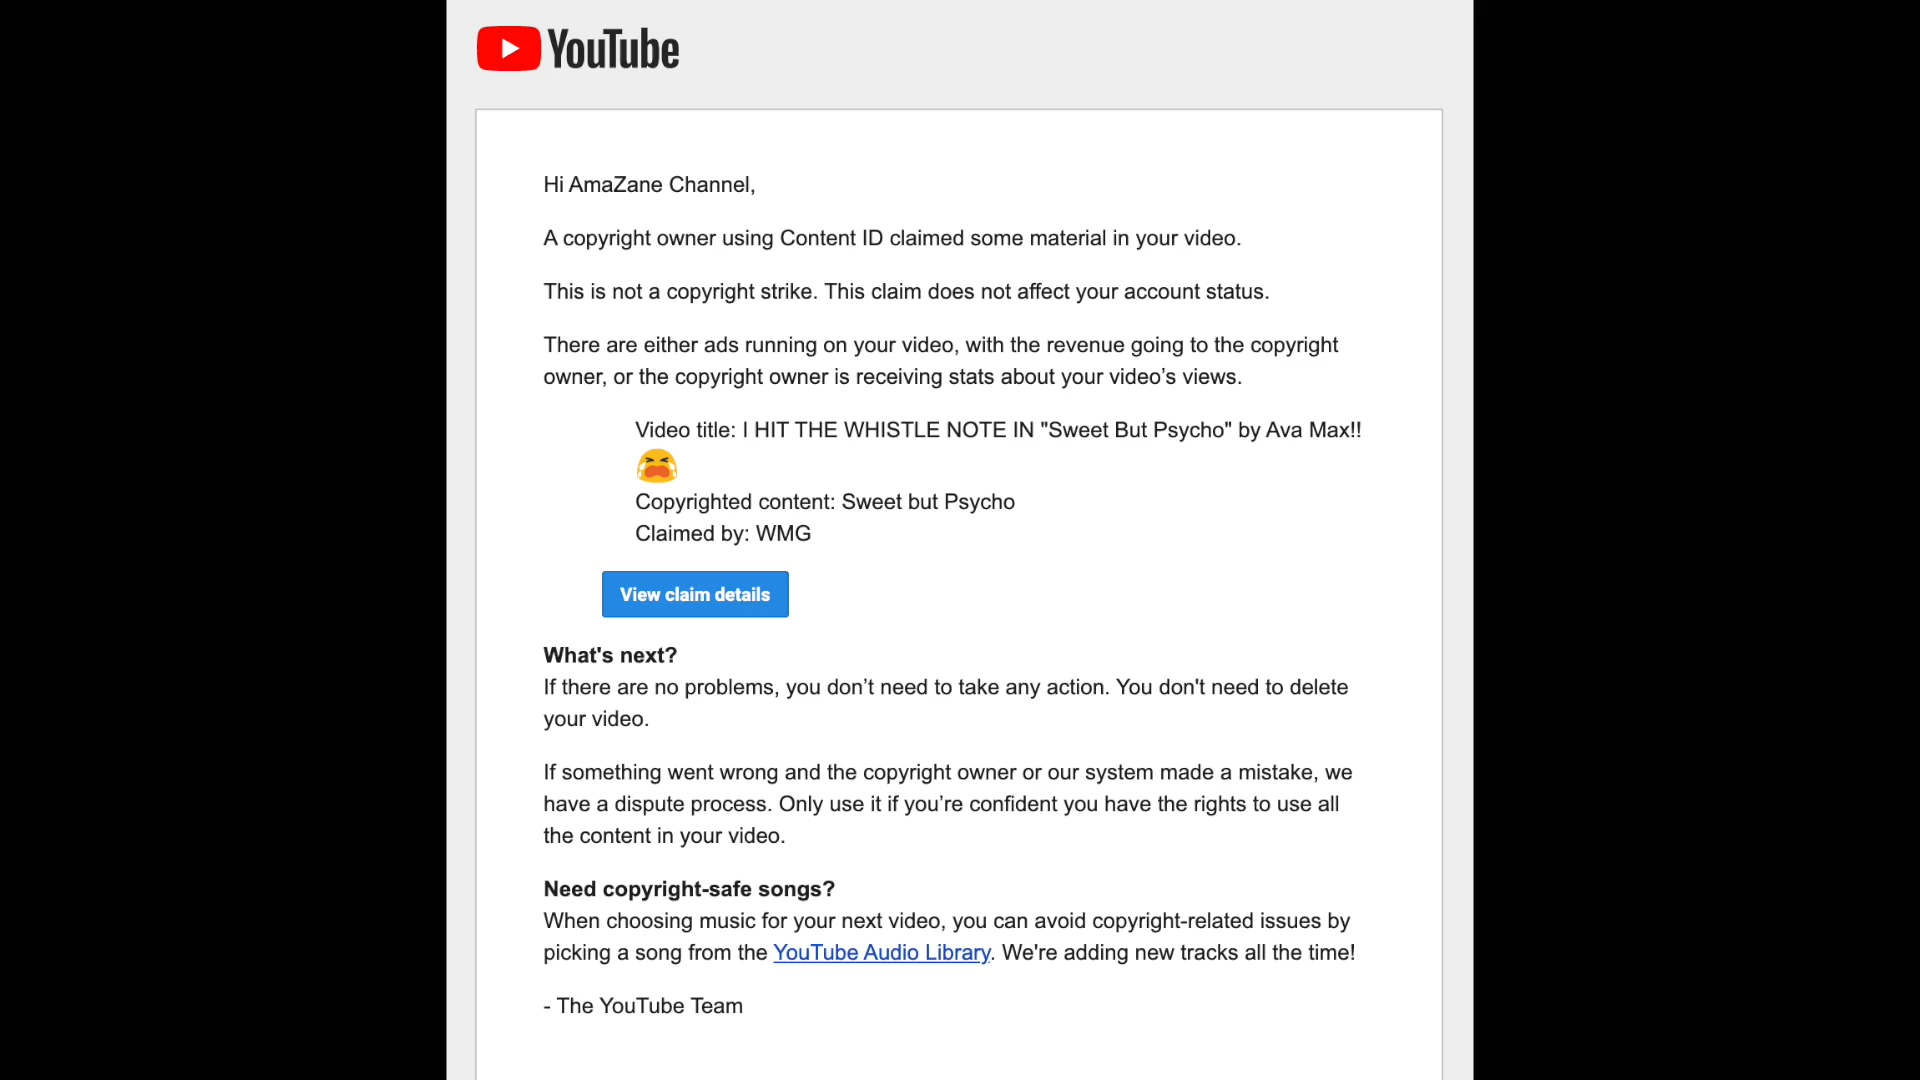 YouTube
Hi AmaZane Channel,
A copyright owner using Content ID claimed some material in your video.
This is not a copyright strike. This claim does not affect your account status.
There are either ads running on your video, with the revenue going to the copyright
owner, or the copyright owner is receiving stats about your video’s views.
Video title: I HIT THE WHISTLE NOTE IN "Sweet But Psycho" by Ava Max!!
😭
Copyrighted content: Sweet but Psycho
Claimed by: WMG
View claim details
What's next?
If there are no problems, you don’t need to take any action. You don't need to delete
your video.
If something went wrong and the copyright owner or our system made a mistake, we
have a dispute process. Only use it if you’re confident you have the rights to use all
the content in your video.
Need copyright-safe songs?
When choosing music for your next video, you can avoid copyright-related issues by
picking a song from the YouTube Audio Library. We're adding new tracks all the time!
- The YouTube Team